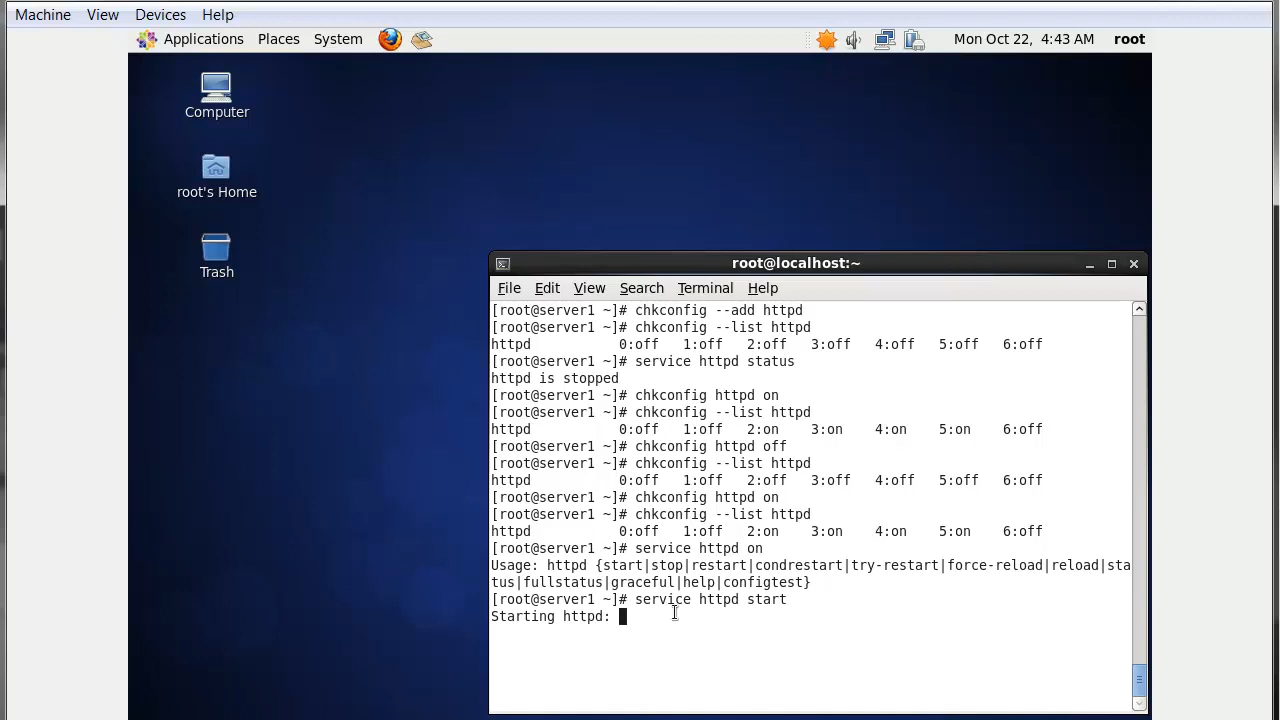 Machine View Devices Help
Applications Places System Mon Oct 22, 4:43 AM root
Computer
root's Home
Trash
root@localhost:~
File Edit View Search Terminal Help
[root@server1 ~]# chkconfig --add httpd
[root@server1 ~]# chkconfig --list httpd
httpd 0:off 1:off 2:off 3:off 4:off 5:off 6:off
[root@server1 ~]# service httpd status
httpd is stopped
[root@server1 ~]# chkconfig httpd on
[root@server1 ~]# chkconfig --list httpd
httpd 0:off 1:off 2:on 3:on 4:on 5:on 6:off
[root@server1 ~]# chkconfig httpd off
[root@server1 ~]# chkconfig --list httpd
httpd 0:off 1:off 2:off 3:off 4:off 5:off 6:off
[root@server1 ~]# chkconfig httpd on
[root@server1 ~]# chkconfig --list httpd
httpd 0:off 1:off 2:on 3:on 4:on 5:on 6:off
[root@server1 ~]# service httpd on
Usage: httpd {start|stop|restart|condrestart|try-restart|force-reload|reload|sta
tus|fullstatus|graceful|help|configtest}
[root@server1 ~]# service httpd start
Starting httpd: